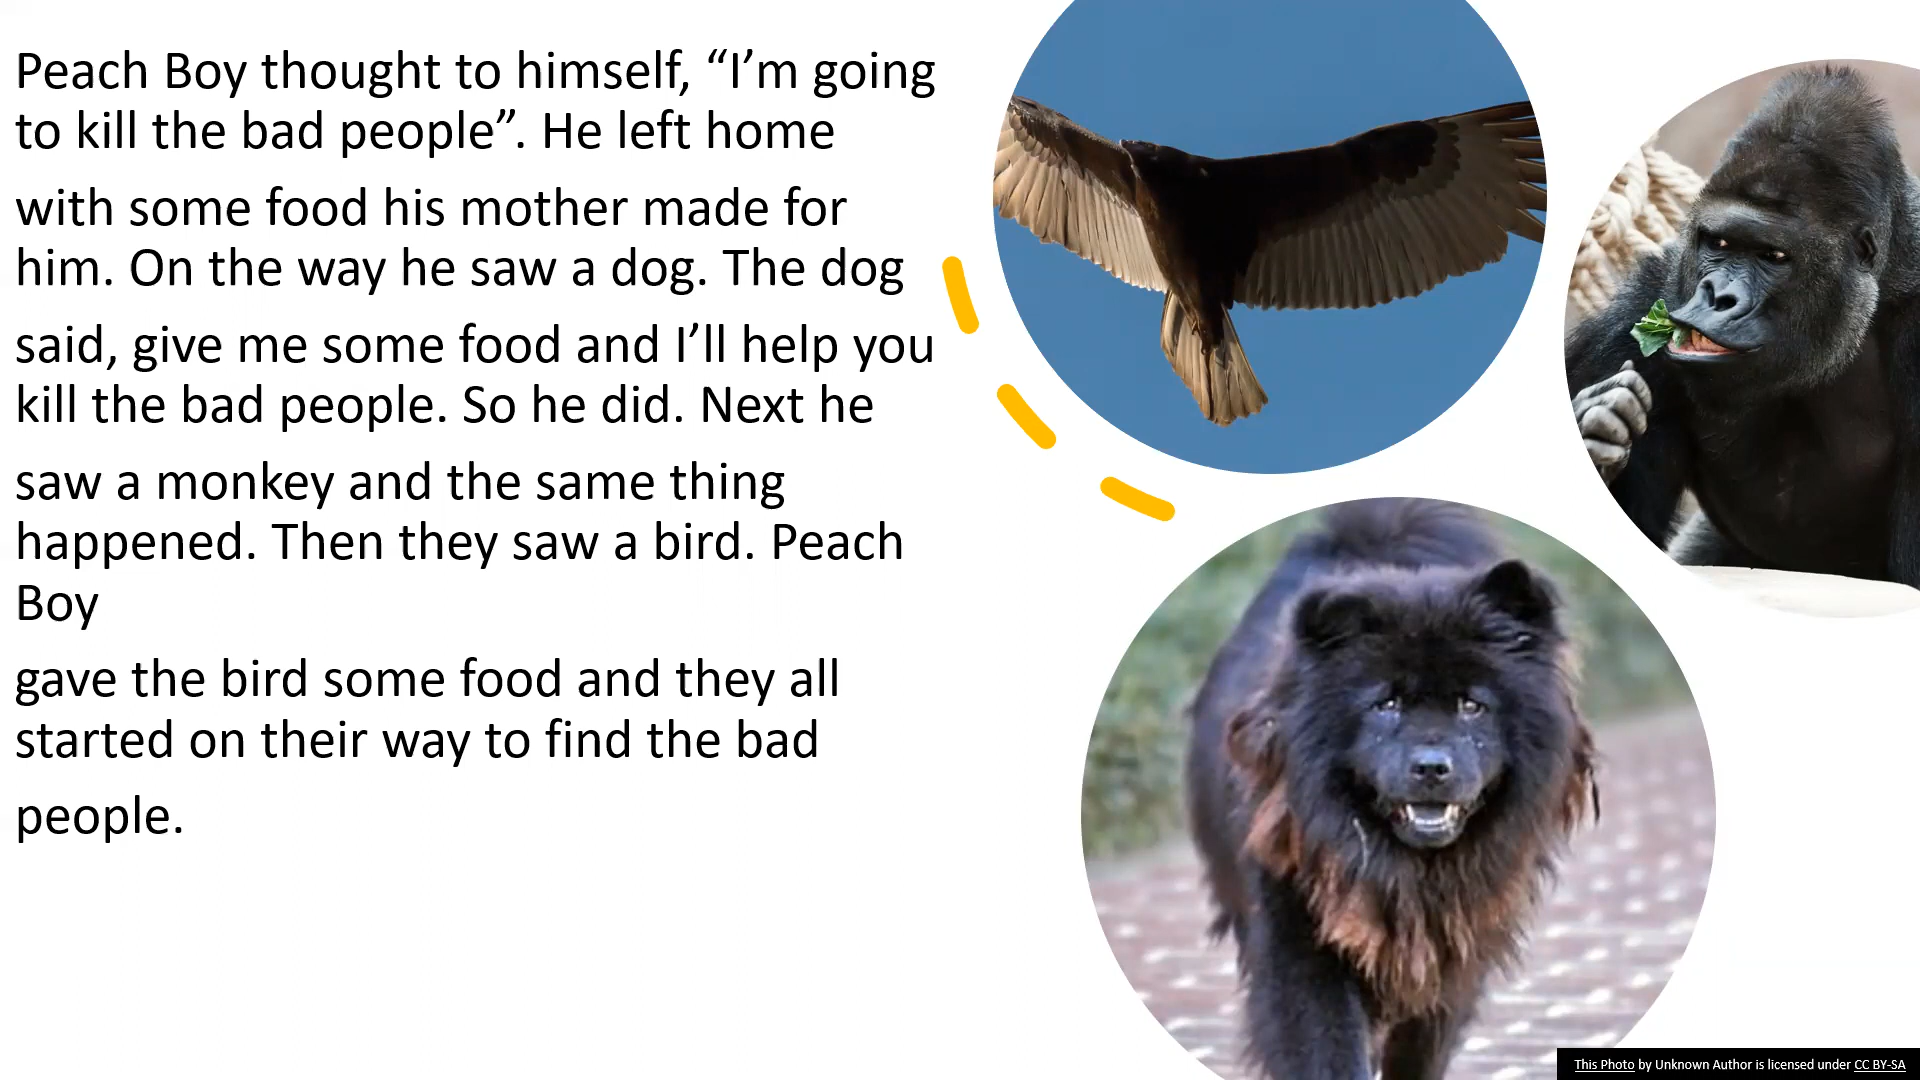 Peach Boy thought to himself, “I’m going
to kill the bad people”. He left home
with some food his mother made for
him. On the way he saw a dog. The dog
said, give me some food and I’ll help you
kill the bad people. So he did. Next he
saw a monkey and the same thing
happened. Then they saw a bird. Peach
Boy
gave the bird some food and they all
started on their way to find the bad
people.
This Photo by Unknown Author is licensed under CC BY-SA